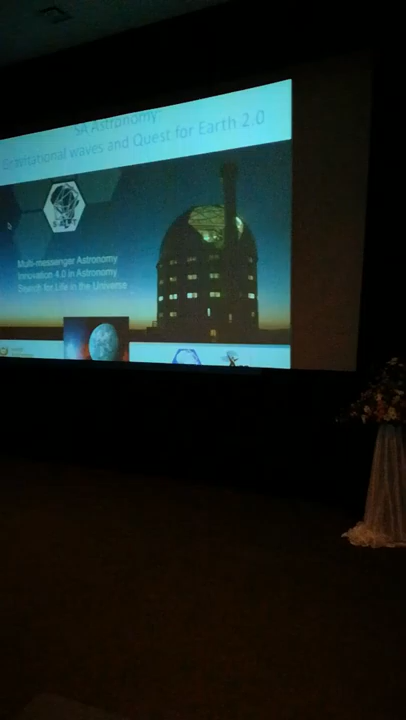 SA Astronomy
Gravitational waves and Quest for Earth 2.0
SALT
Multi-messenger Astronomy
Innovation 4.0 in Astronomy
Search for Life in the Universe